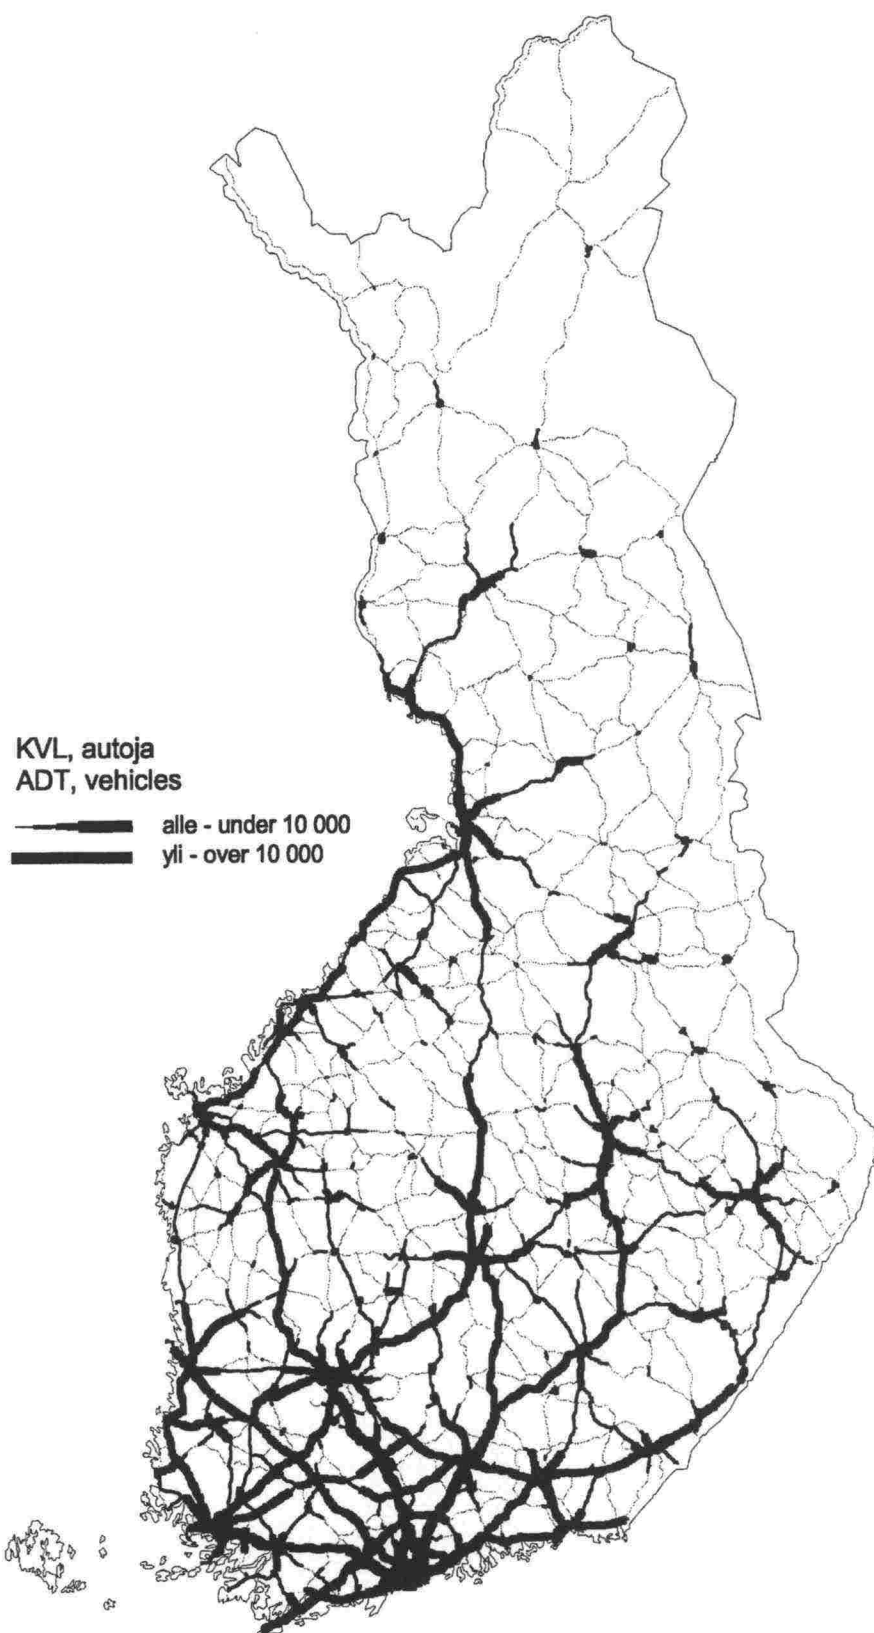 KVL, autoja
ADT, vehicles
alle - under 10 000
yli - over 10 000